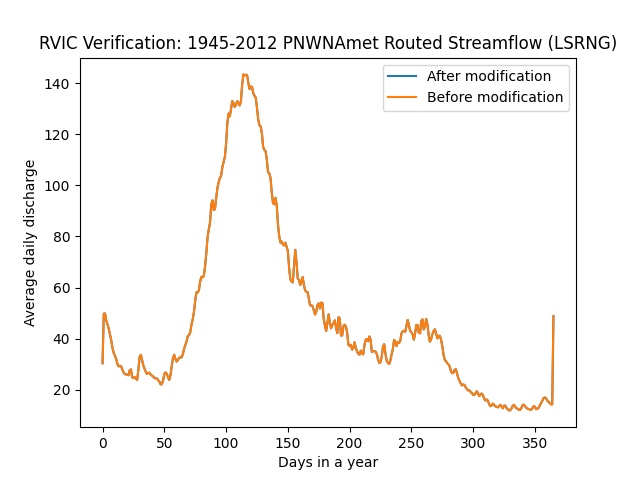 RVIC Verification: 1945-2012 PNWNAmet Routed Streamflow (LSRNG)
After modification
Before modification
Average daily discharge
140
120
100
80
60
40
20
0 50 100 150 200 250 300 350
Days in a year